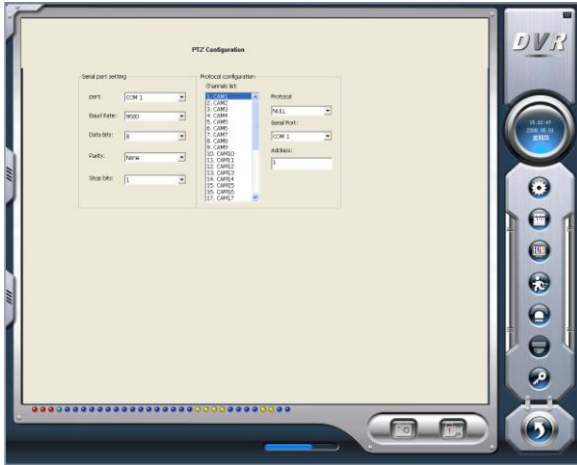 DVR
PTZ Configuration
Serial port setting
port:
COM 1
Baud Rate:
9600
Data bits:
8
Parity:
None
Stop bits:
1
Protocol configuration
Channels list:
1. CAM1
2. CAM2
3. CAM3
4. CAM4
5. CAM5
6. CAM6
7. CAM7
8. CAM8
9. CAM9
10. CAM10
11. CAM11
12. CAM12
13. CAM13
14. CAM14
15. CAM15
16. CAM16
17. CAM17
Protocol
NULL
Serial Port:
COM 1
Address:
1